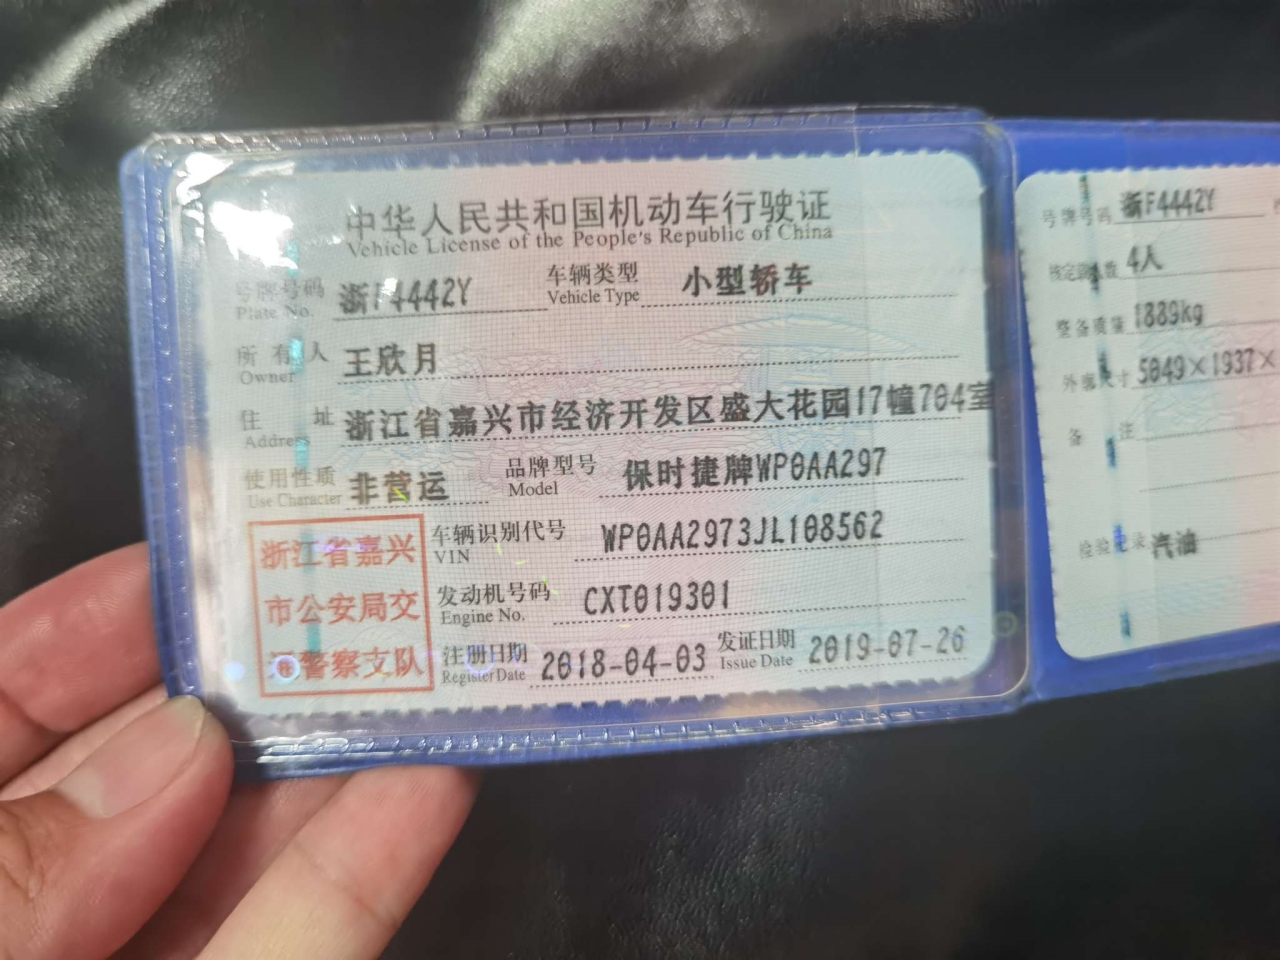 中华人民共和国机动车行驶证
Vehicle License of the People's Republic of China
号牌号码 浙F4442Y 车辆类型 小型轿车
Plate No. Vehicle Type
所有人 王欣月
Owner
住址 浙江省嘉兴市经济开发区盛大花园17幢704室
Address
使用性质 非营运 品牌型号 保时捷牌WP0AA297
Use Character Model
浙江省嘉兴
市公安局交
通警察支队
车辆识别代号 WP0AA2973JL108562
VIN
发动机号码 CXT019301
Engine No.
注册日期 2018-04-03 发证日期 2019-07-26
Register Date Issue Date
号牌号码 浙F4442Y
核定载人数 4人
整备质量 1889kg
外廓尺寸 5049×1937×
备注
检验记录 汽油